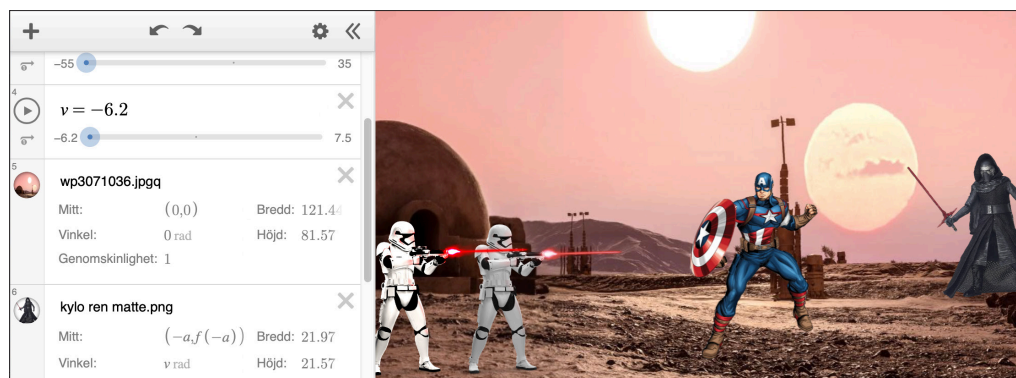 -55 35
4
v = −6.2
-6.2 7.5
5
wp3071036.jpgq
Mitt: (0,0) Bredd: 121.44
Vinkel: 0 rad Höjd: 81.57
Genomskinlighet: 1
6
kylo ren matte.png
Mitt: (−a,f(−a)) Bredd: 21.97
Vinkel: v rad Höjd: 21.57
A